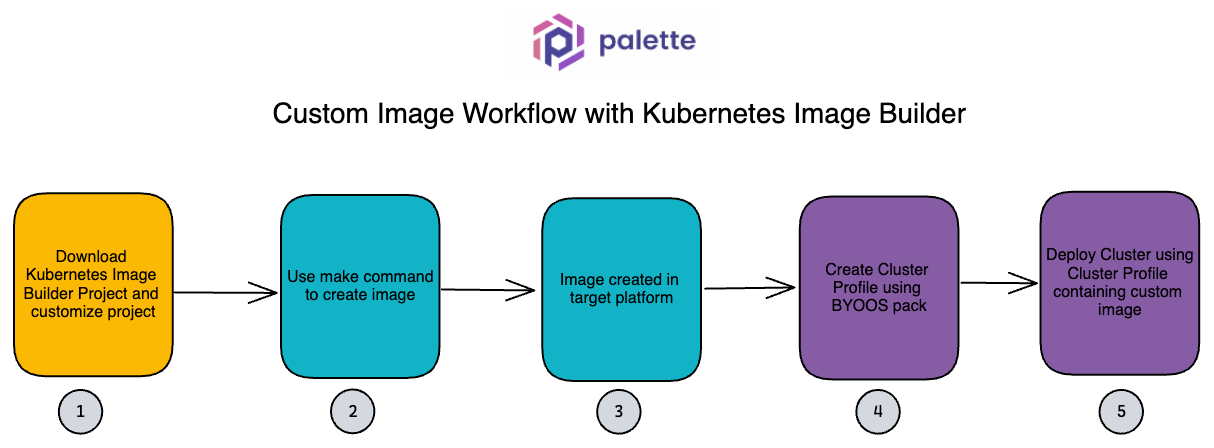 palette
Custom Image Workflow with Kubernetes Image Builder
Download
Kubernetes Image
Builder Project and
customize project
Use make command
to create image
Image created in
target platform
Create Cluster
Profile using
BYOOS pack
Deploy Cluster using
Cluster Profile
containing custom
image
1
2
3
4
5